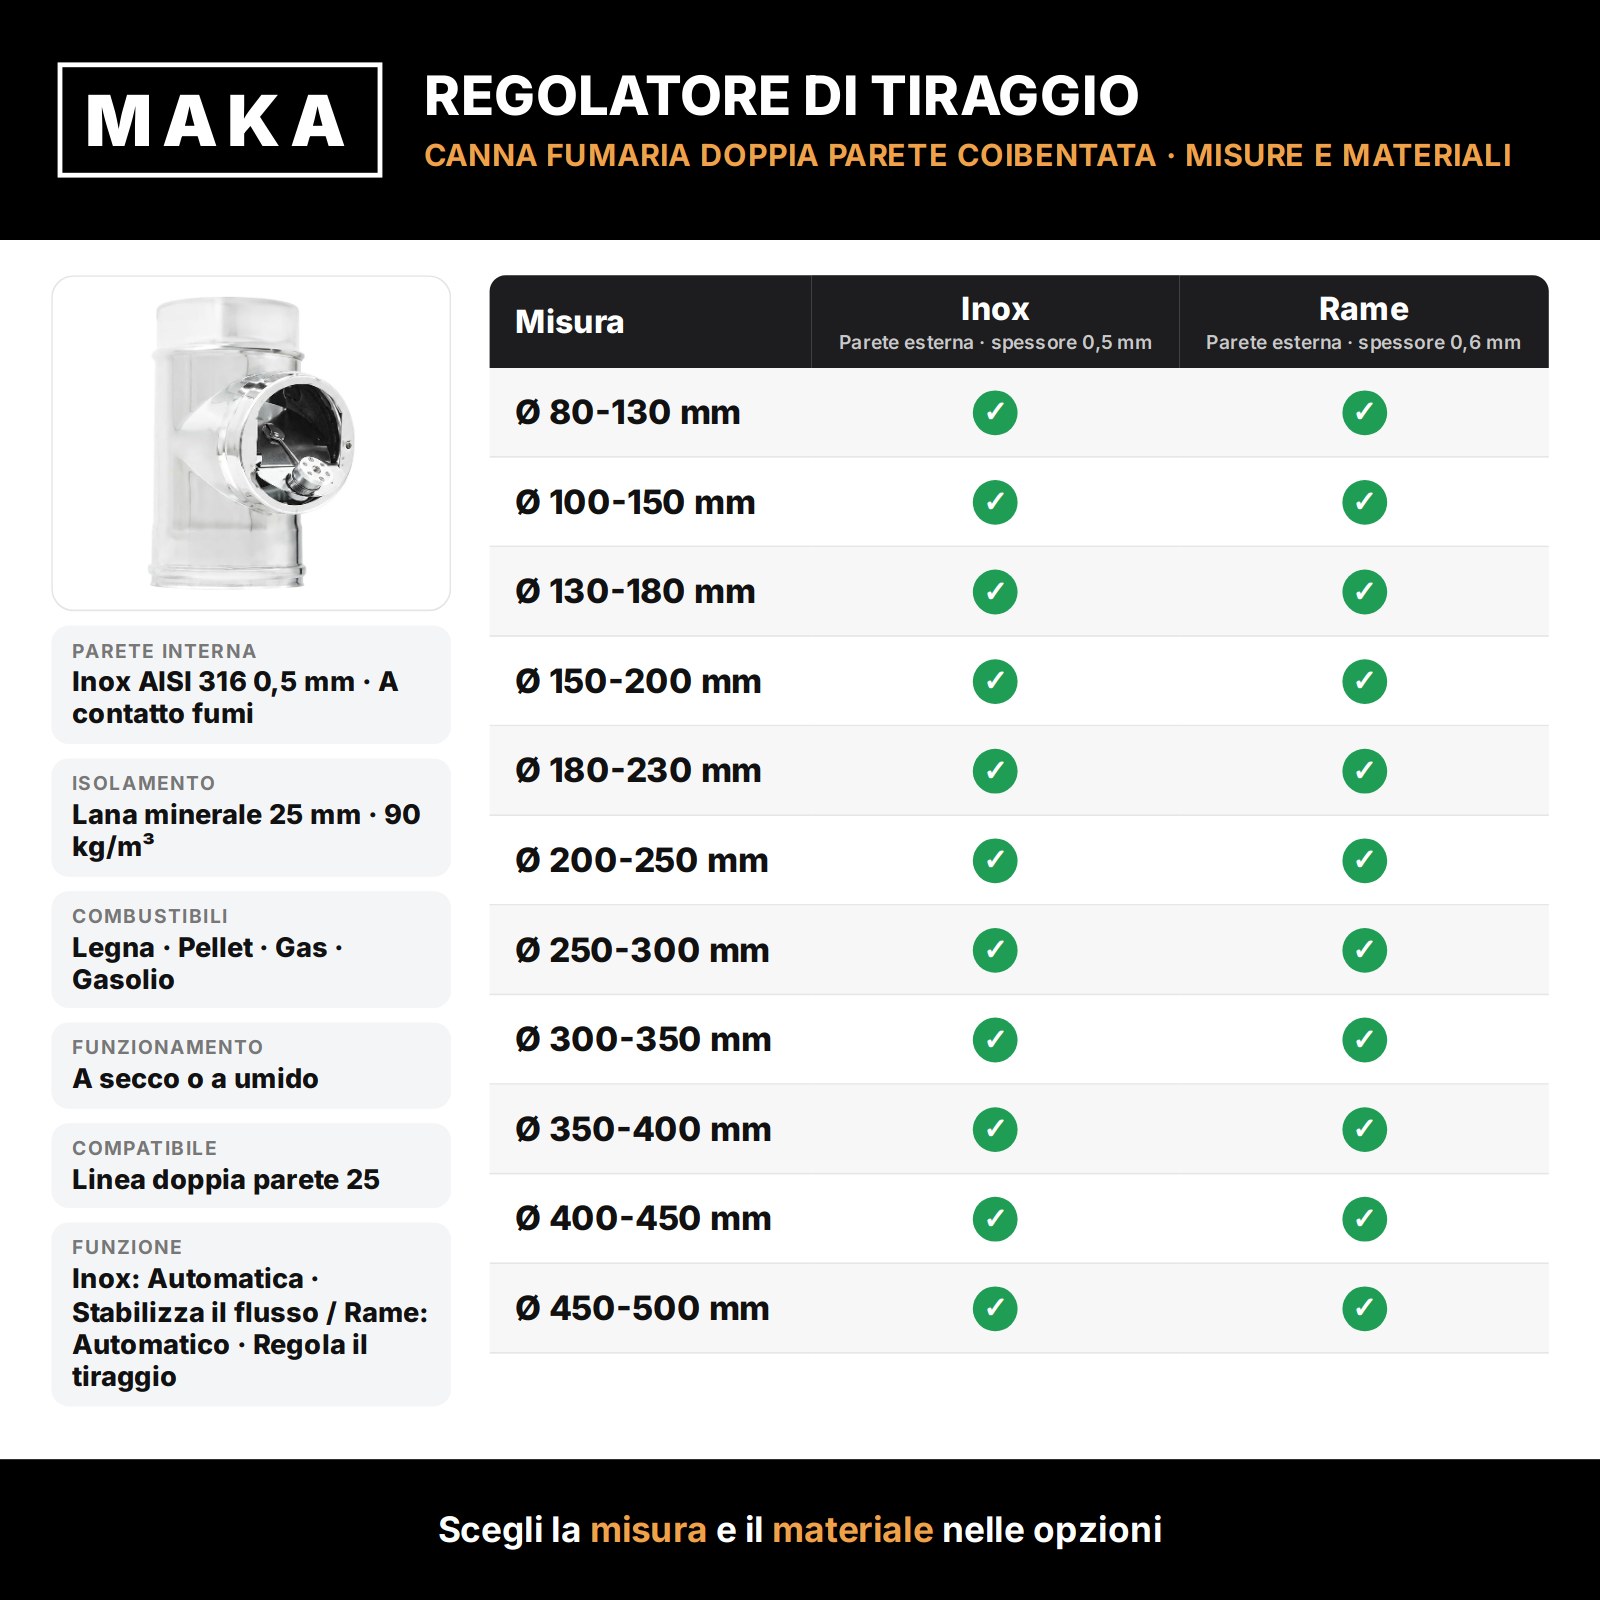 MAKA
REGOLATORE DI TIRAGGIO
CANNA FUMARIA DOPPIA PARETE COIBENTATA · MISURE E MATERIALI
PARETE INTERNA
Inox AISI 316 0,5 mm · A
contatto fumi
ISOLAMENTO
Lana minerale 25 mm · 90
kg/m³
COMBUSTIBILI
Legna · Pellet · Gas ·
Gasolio
FUNZIONAMENTO
A secco o a umido
COMPATIBILE
Linea doppia parete 25
FUNZIONE
Inox: Automatica ·
Stabilizza il flusso / Rame:
Automatico · Regola il
tiraggio
Misura Inox Rame
Parete esterna · spessore 0,5 mm Parete esterna · spessore 0,6 mm
Ø 80-130 mm ✓ ✓
Ø 100-150 mm ✓ ✓
Ø 130-180 mm ✓ ✓
Ø 150-200 mm ✓ ✓
Ø 180-230 mm ✓ ✓
Ø 200-250 mm ✓ ✓
Ø 250-300 mm ✓ ✓
Ø 300-350 mm ✓ ✓
Ø 350-400 mm ✓ ✓
Ø 400-450 mm ✓ ✓
Ø 450-500 mm ✓ ✓
Scegli la misura e il materiale nelle opzioni